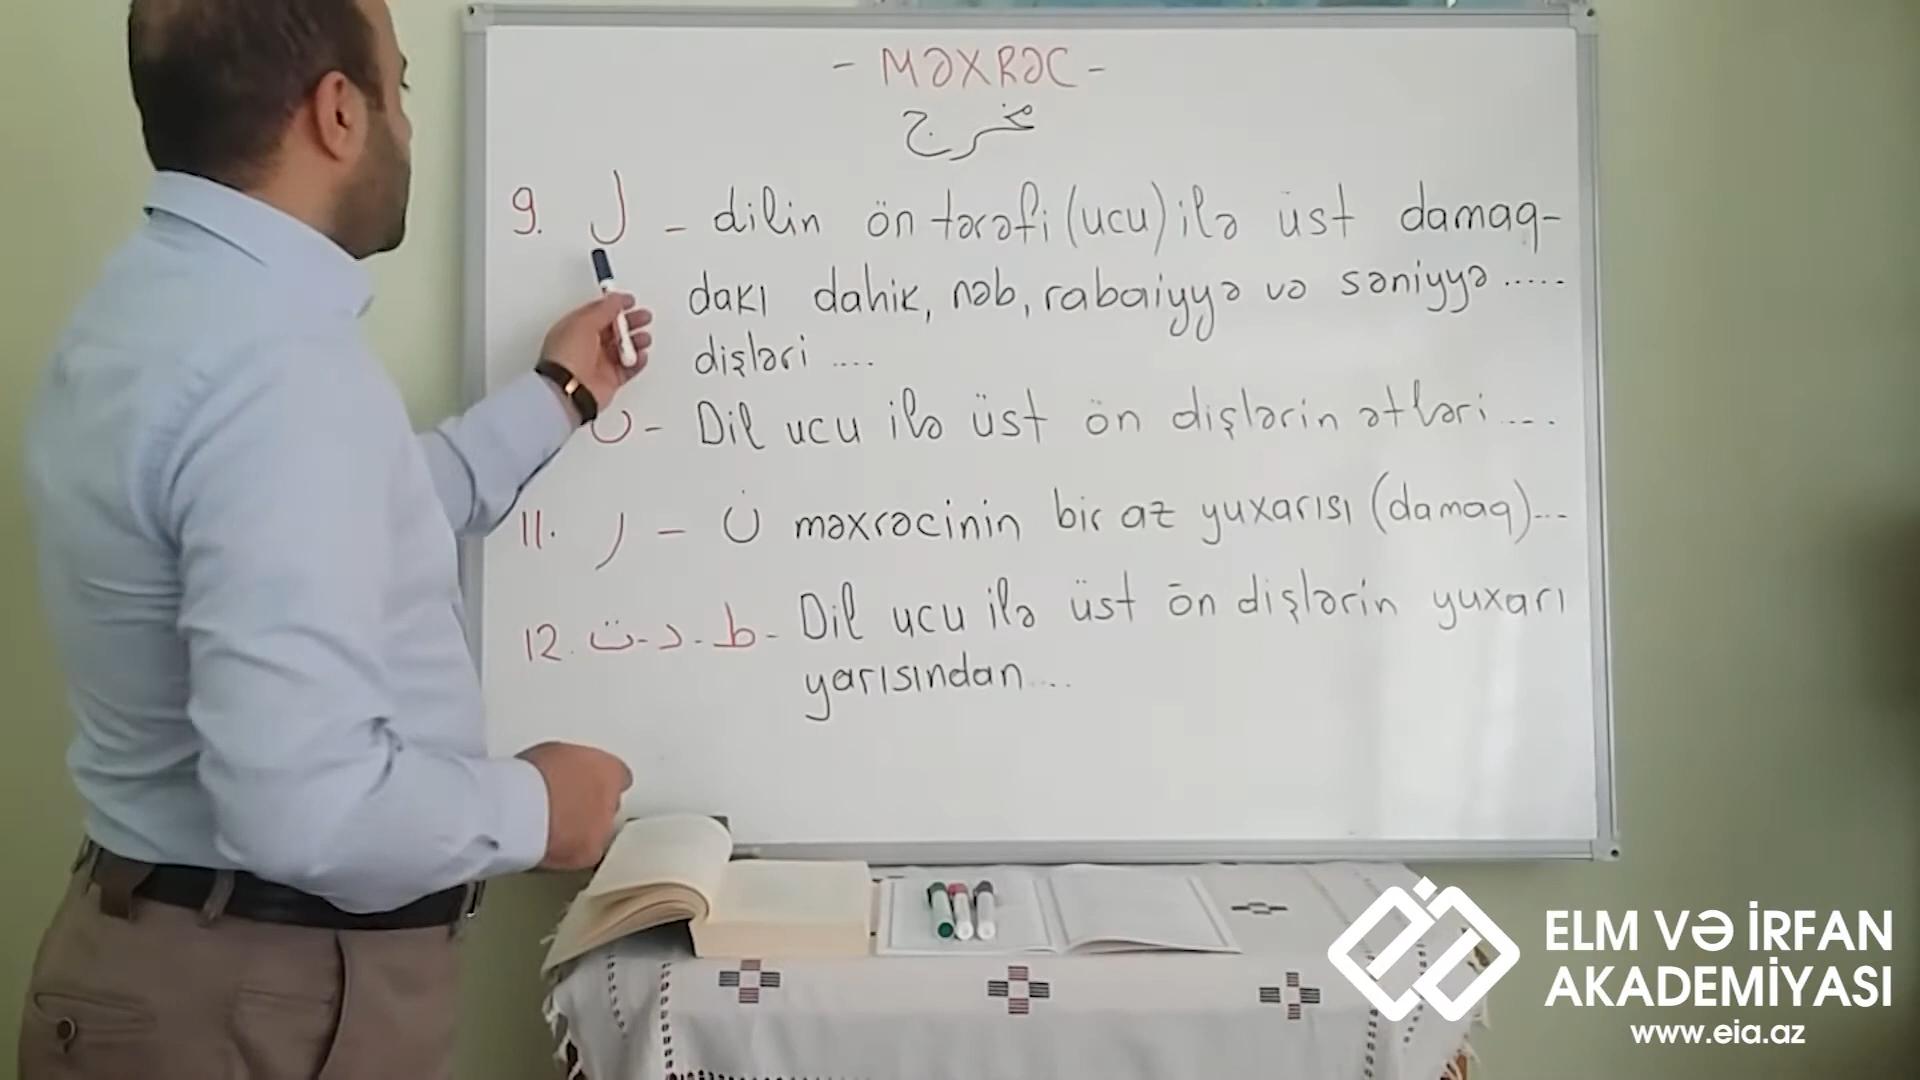 - MƏXRƏC -
مخرج
9. ل - dilin ön tərəfi (ucu) ilə üst damaq-
dakı dahik, nəb, rabaiyyə və səniyyə .....
dişləri ....
ن - Dil ucu ilə üst ön dişlərin ətləri ....
11. ر - ن məxrəcinin bir az yuxarısı (damaq)...
12. ت - د - ط - Dil ucu ilə üst ön dişlərin yuxarı
yarısından ....
ELM VƏ İRFAN
AKADEMİYASI
www.eia.az